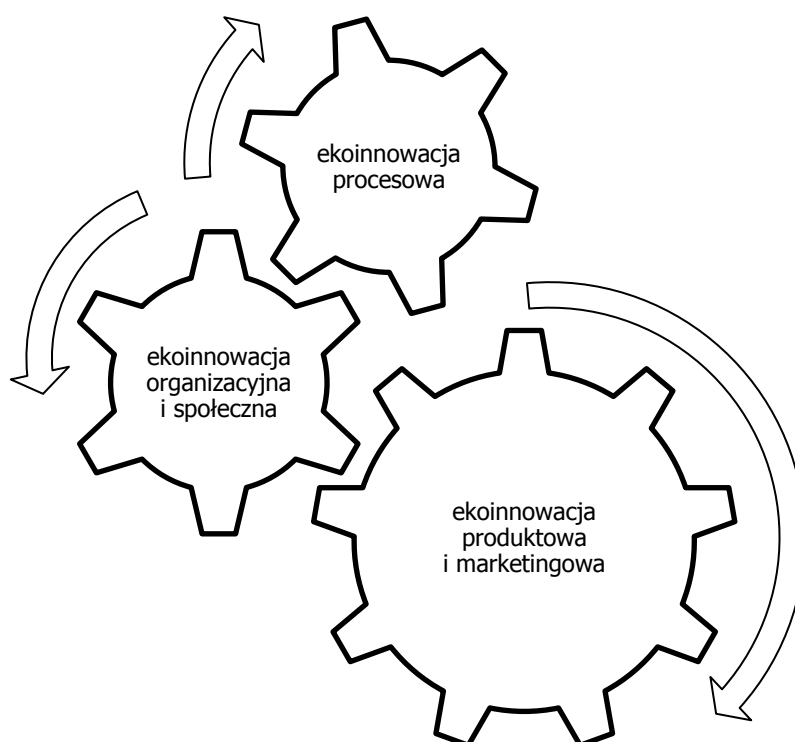 ekoinnowacja
procesowa
ekoinnowacja
organizacyjna
i społeczna
ekoinnowacja
produktowa
i marketingowa